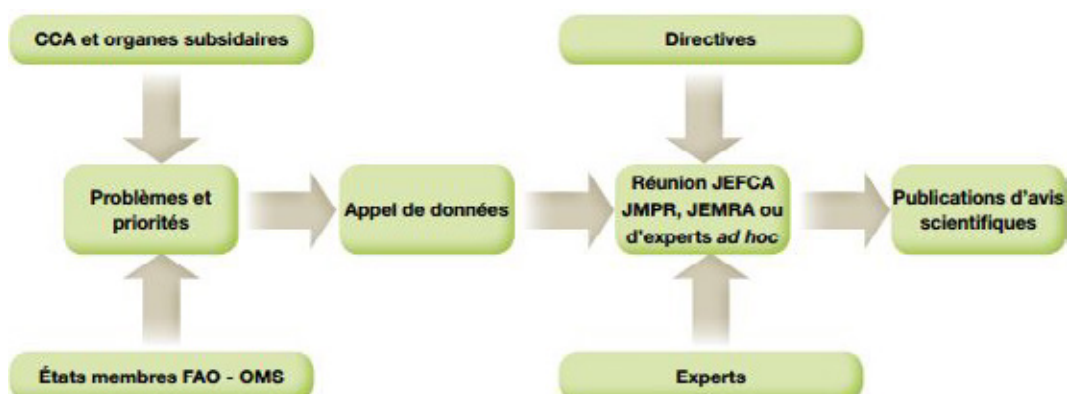 CCA et organes subsidaires
Directives
Problèmes et
priorités
Appel de données
Réunion JEFCA
JMPR, JEMRA ou
d'experts ad hoc
Publications d'avis
scientifiques
États membres FAO - OMS
Experts